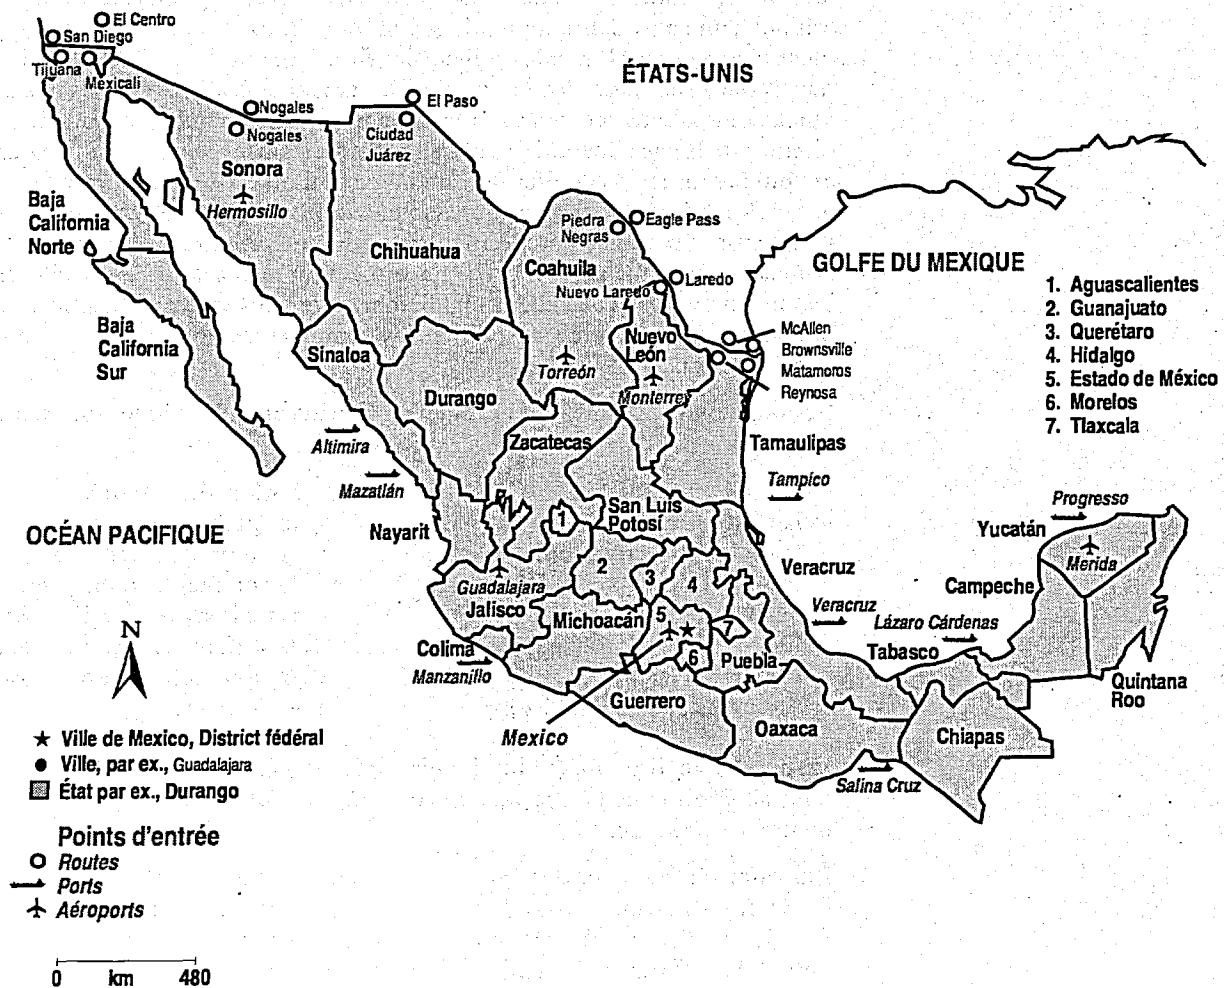 El Centro
San Diego
Tijuana
Mexicali
ÉTATS-UNIS
Nogales
Nogales
El Paso
Ciudad
Juárez
Sonora
Hermosillo
Baja
California
Norte
Chihuahua
Piedra
Negras
Eagle Pass
Coahuila
Laredo
Nuevo Laredo
GOLFE DU MEXIQUE
1. Aguascalientes
2. Guanajuato
3. Querétaro
4. Hidalgo
5. Estado de México
6. Morelos
7. Tlaxcala
Baja
California
Sur
Sinaloa
Nuevo
León
McAllen
Brownsville
Matamoros
Reynosa
Torreón
Monterrey
Durango
Zacatecas
Tamaulipas
Altimira
Mazatlán
Tampico
San Luis
Potosí
Nayarit
OCÉAN PACIFIQUE
Progresso
Yucatán
Merida
1
2
3
4
5
6
7
Guadalajara
Jalisco
Michoacán
Veracruz
Veracruz
Campeche
Lázaro Cárdenas
Tabasco
Colima
Manzanillo
Puebla
Quintana
Roo
Guerrero
Mexico
Oaxaca
Chiapas
Salina Cruz
N
Ville de Mexico, District fédéral
Ville, par ex., Guadalajara
État par ex., Durango
Points d'entrée
Routes
Ports
Aéroports
0 km 480